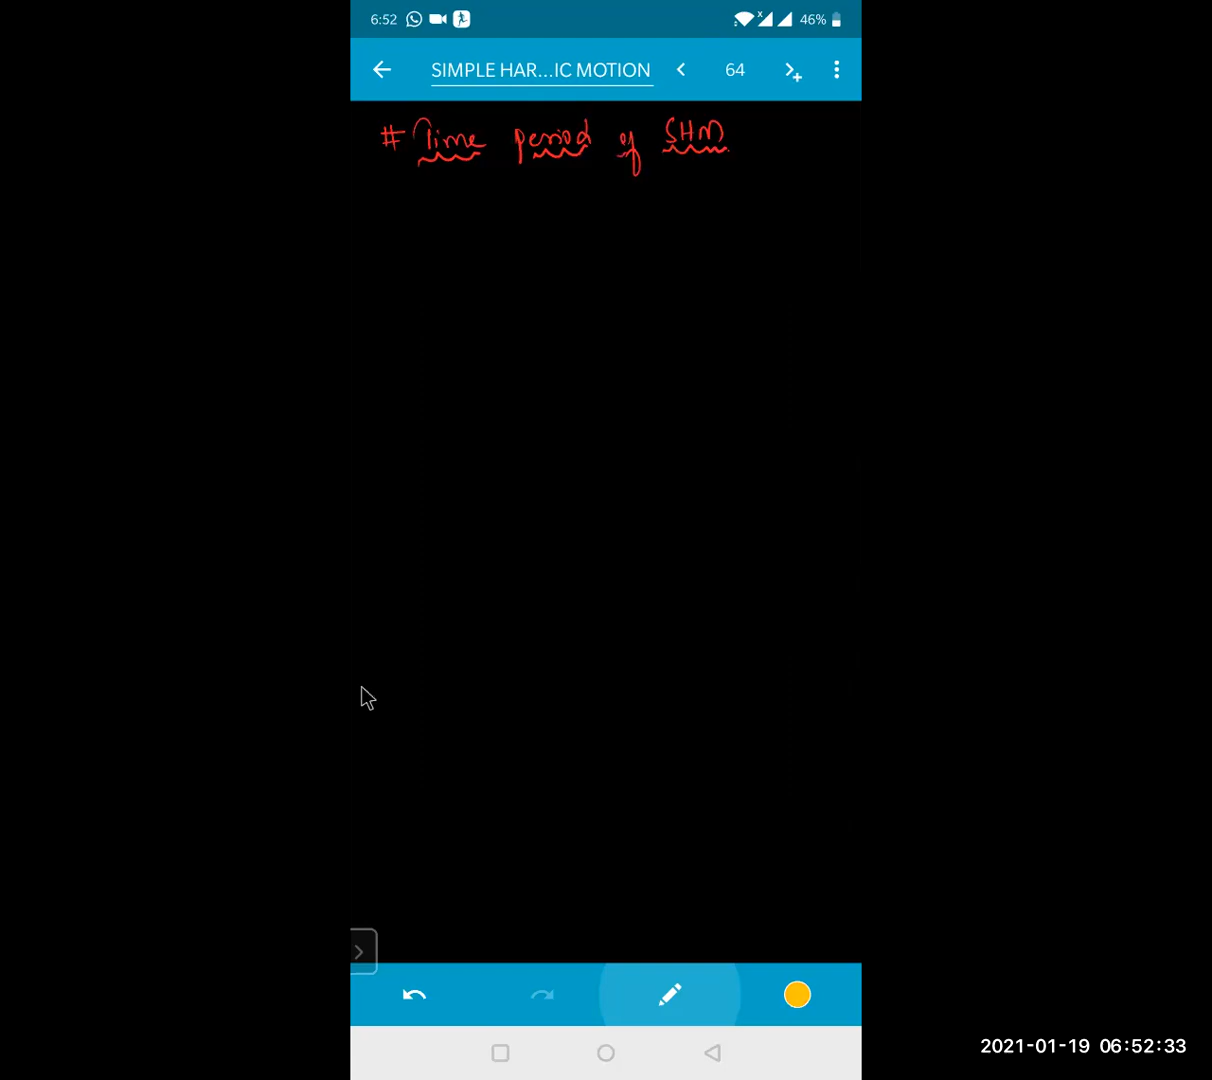 6:52 46%
SIMPLE HAR...IC MOTION 64
# Time period of SHM
2021-01-19 06:52:33